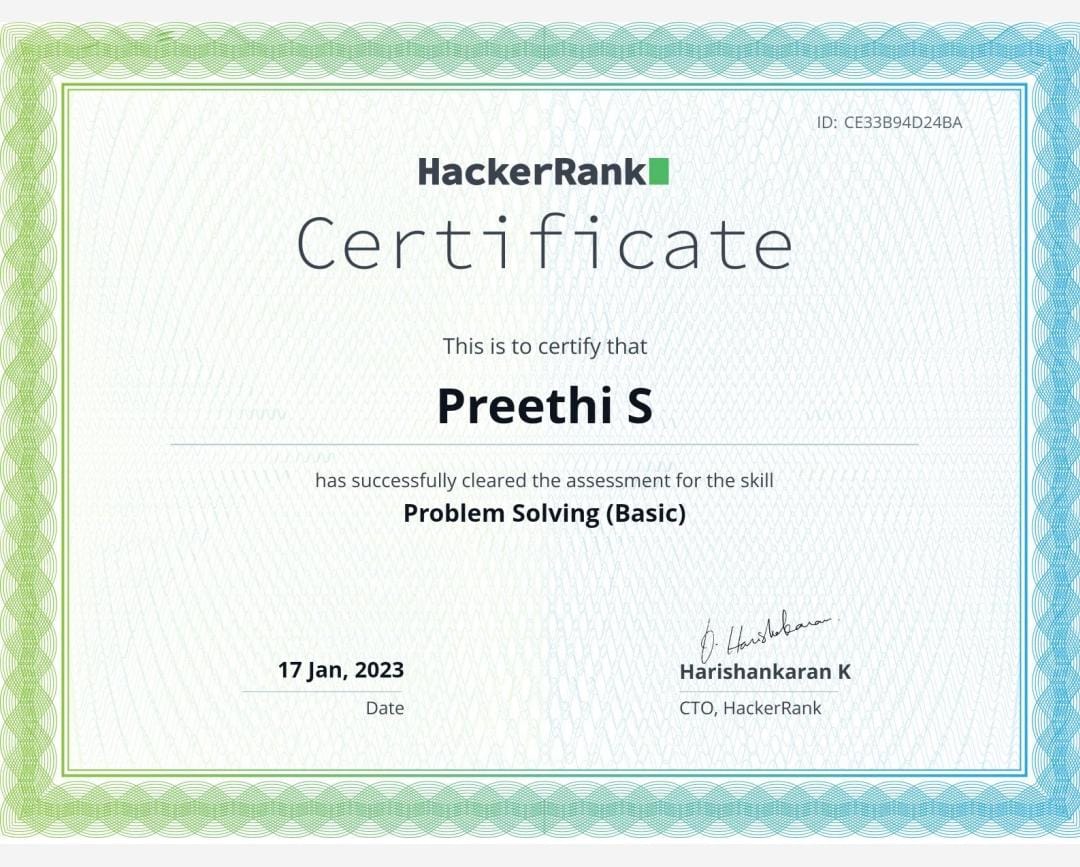 ID: CE33B94D24BA
HackerRank
Certificate
This is to certify that
Preethi S
has successfully cleared the assessment for the skill
Problem Solving (Basic)
17 Jan, 2023
Date
Harishankaran K
CTO, HackerRank